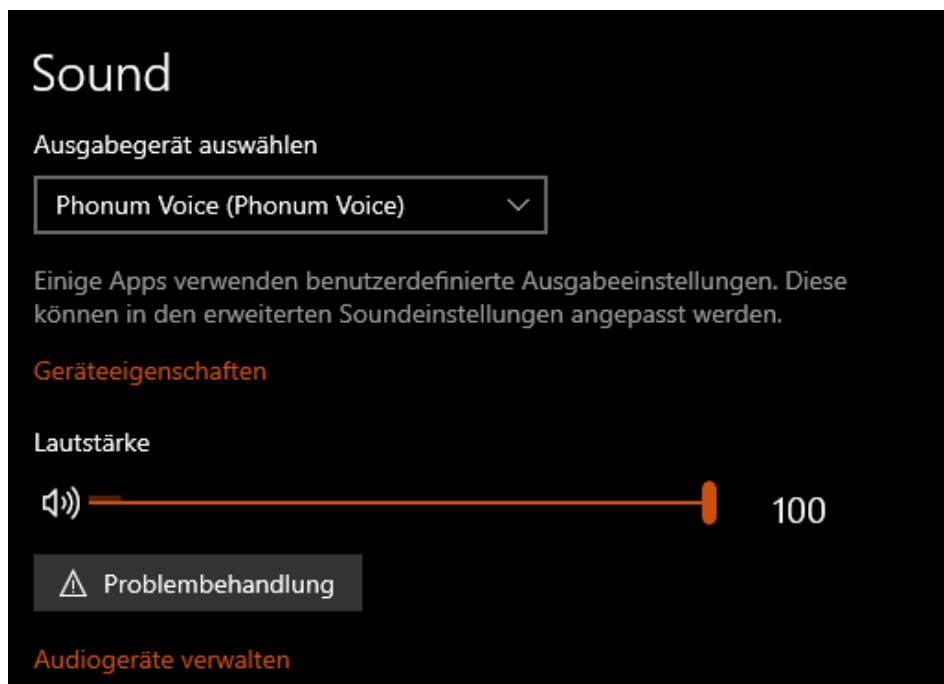 Sound
Ausgabegerät auswählen
Phonum Voice (Phonum Voice)
Einige Apps verwenden benutzerdefinierte Ausgabeeinstellungen. Diese
können in den erweiterten Soundeinstellungen angepasst werden.
Geräteeigenschaften
Lautstärke
100
Problembehandlung
Audiogeräte verwalten